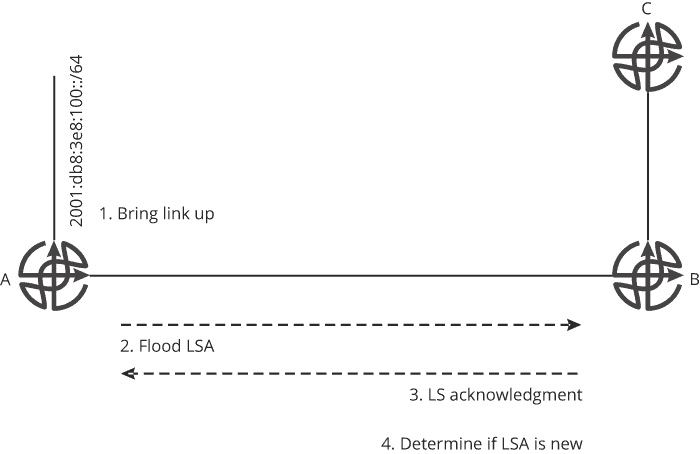 C
2001:db8:3e8:100::/64
1. Bring link up
A
B
2. Flood LSA
3. LS acknowledgment
4. Determine if LSA is new